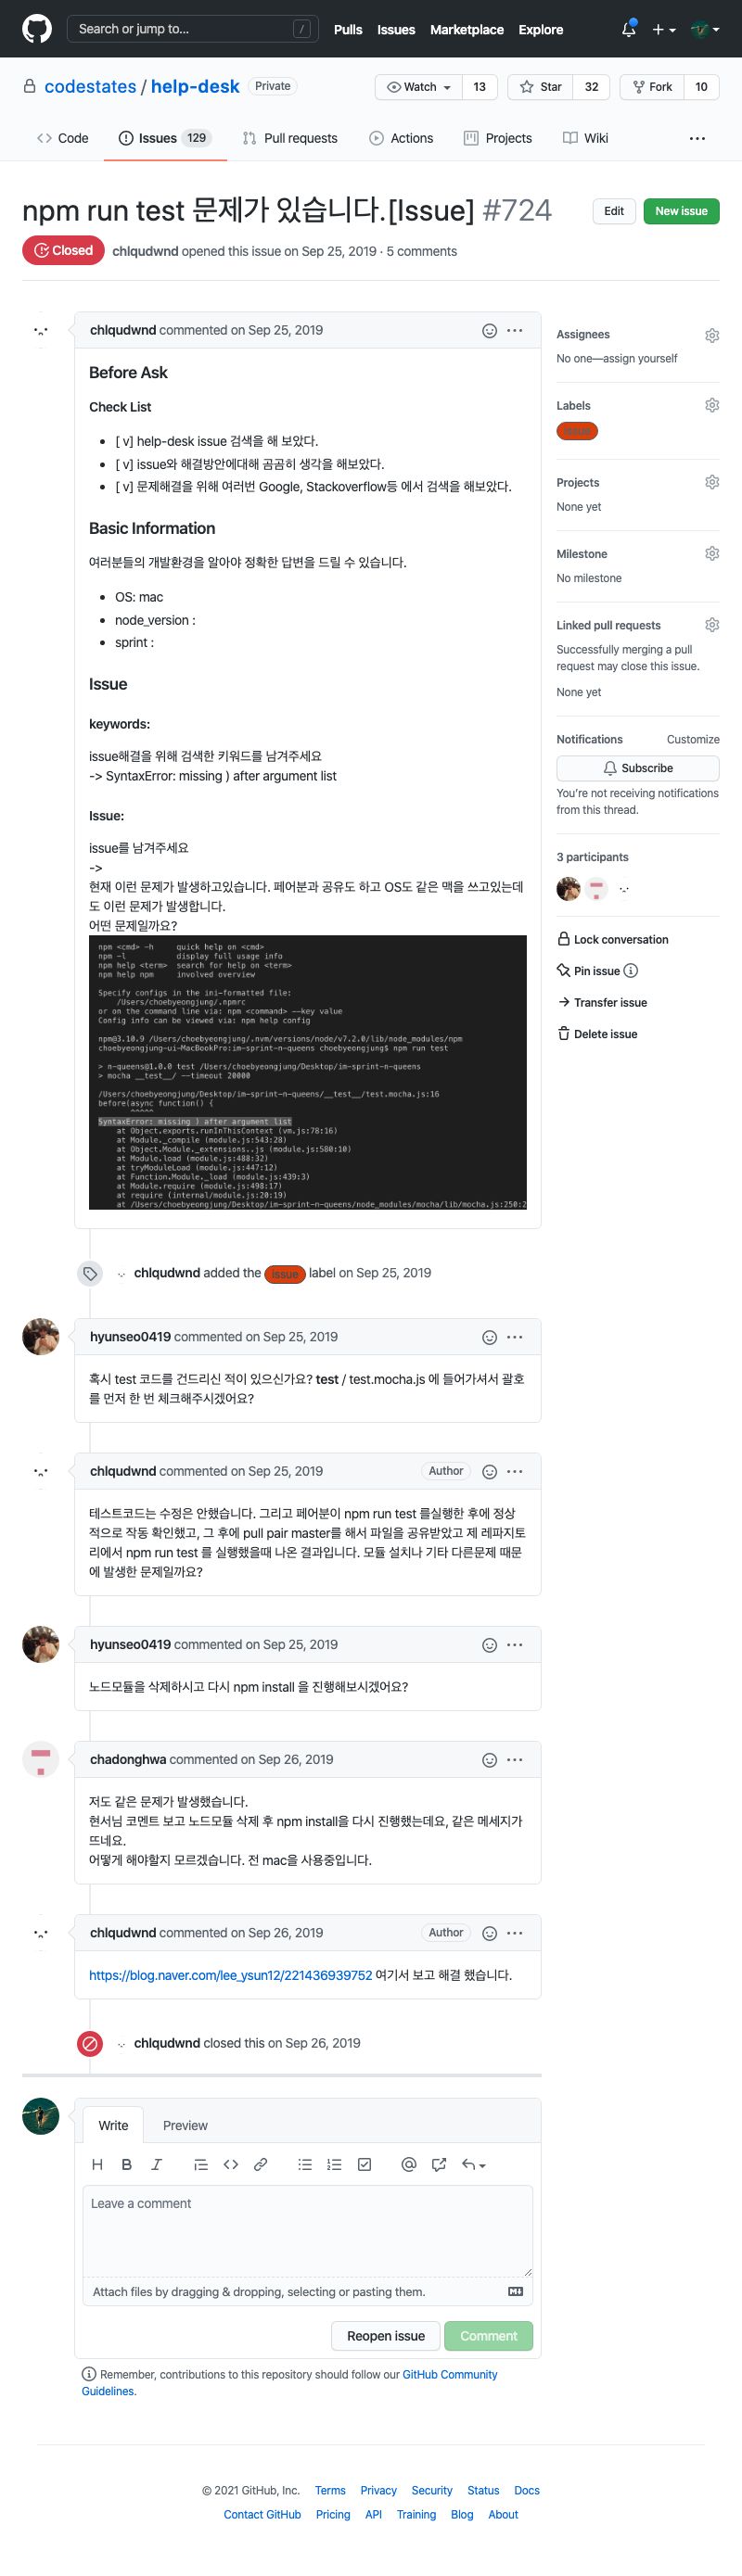 Search or jump to...
/
Pulls
Issues
Marketplace
Explore
codestates / help-desk
Private
Watch
13
Star
32
Fork
10
Code
Issues
129
Pull requests
Actions
Projects
Wiki
npm run test 문제가 있습니다.[Issue] #724
Edit
New issue
Closed
chlqudwnd opened this issue on Sep 25, 2019 · 5 comments
chlqudwnd commented on Sep 25, 2019
Before Ask
Check List
[ v] help-desk issue 검색을 해 보았다.
[ v] issue와 해결방안에대해 곰곰히 생각을 해보았다.
[ v] 문제해결을 위해 여러번 Google, Stackoverflow등 에서 검색을 해보았다.
Basic Information
여러분들의 개발환경을 알아야 정확한 답변을 드릴 수 있습니다.
OS: mac
node_version :
sprint :
Issue
keywords:
issue해결을 위해 검색한 키워드를 남겨주세요
-> SyntaxError: missing ) after argument list
Issue:
issue를 남겨주세요
->
현재 이런 문제가 발생하고있습니다. 페어분과 공유도 하고 OS도 같은 맥을 쓰고있는데
도 이런 문제가 발생합니다.
어떤 문제일까요?
npm <cmd> -h quick help on <cmd>
npm -l display full usage info
npm help <term> search for help on <term>
npm help npm involved overview
Specify configs in the ini-formatted file:
/Users/choebyeongjung/.npmrc
or on the command line via: npm <command> --key value
Config info can be viewed via: npm help config
npm@3.10.9 /Users/choebyeongjung/.nvm/versions/node/v7.2.0/lib/node_modules/npm
choebyeongjung-ui-MacBookPro:im-sprint-n-queens choebyeongjung$ npm run test
> n-queens@1.0.0 test /Users/choebyeongjung/Desktop/im-sprint-n-queens
> mocha __test__/ --timeout 20000
/Users/choebyeongjung/Desktop/im-sprint-n-queens/__test__/test.mocha.js:16
before(async function() {
^^^^^
SyntaxError: missing ) after argument list
at Object.exports.runInThisContext (vm.js:78:16)
at Module._compile (module.js:543:28)
at Object.Module._extensions..js (module.js:580:10)
at Module.load (module.js:488:32)
at tryModuleLoad (module.js:447:12)
at Function.Module._load (module.js:439:3)
at Module.require (module.js:498:17)
at require (internal/module.js:20:19)
at /Users/choebyeongjung/Desktop/im-sprint-n-queens/node_modules/mocha/lib/mocha.js:250:2
Assignees
No one—assign yourself
Labels
issue
Projects
None yet
Milestone
No milestone
Linked pull requests
Successfully merging a pull
request may close this issue.
None yet
Notifications
Customize
Subscribe
You're not receiving notifications
from this thread.
3 participants
Lock conversation
Pin issue
Transfer issue
Delete issue
chlqudwnd added the issue label on Sep 25, 2019
hyunseo0419 commented on Sep 25, 2019
혹시 test 코드를 건드리신 적이 있으신가요? test / test.mocha.js 에 들어가셔서 괄호
를 먼저 한 번 체크해주시겠어요?
chlqudwnd commented on Sep 25, 2019
Author
테스트코드는 수정은 안했습니다. 그리고 페어분이 npm run test 를실행한 후에 정상
적으로 작동 확인했고, 그 후에 pull pair master를 해서 파일을 공유받았고 제 레파지토
리에서 npm run test 를 실행했을때 나온 결과입니다. 모듈 설치나 기타 다른문제 때문
에 발생한 문제일까요?
hyunseo0419 commented on Sep 25, 2019
노드모듈을 삭제하시고 다시 npm install 을 진행해보시겠어요?
chadonghwa commented on Sep 26, 2019
저도 같은 문제가 발생했습니다.
현서님 코멘트 보고 노드모듈 삭제 후 npm install을 다시 진행했는데요, 같은 메세지가
뜨네요.
어떻게 해야할지 모르겠습니다. 전 mac을 사용중입니다.
chlqudwnd commented on Sep 26, 2019
Author
https://blog.naver.com/lee_ysun12/221436939752 여기서 보고 해결 했습니다.
chlqudwnd closed this on Sep 26, 2019
Write
Preview
Leave a comment
Attach files by dragging & dropping, selecting or pasting them.
Reopen issue
Comment
Remember, contributions to this repository should follow our GitHub Community
Guidelines.
© 2021 GitHub, Inc.
Terms
Privacy
Security
Status
Docs
Contact GitHub
Pricing
API
Training
Blog
About